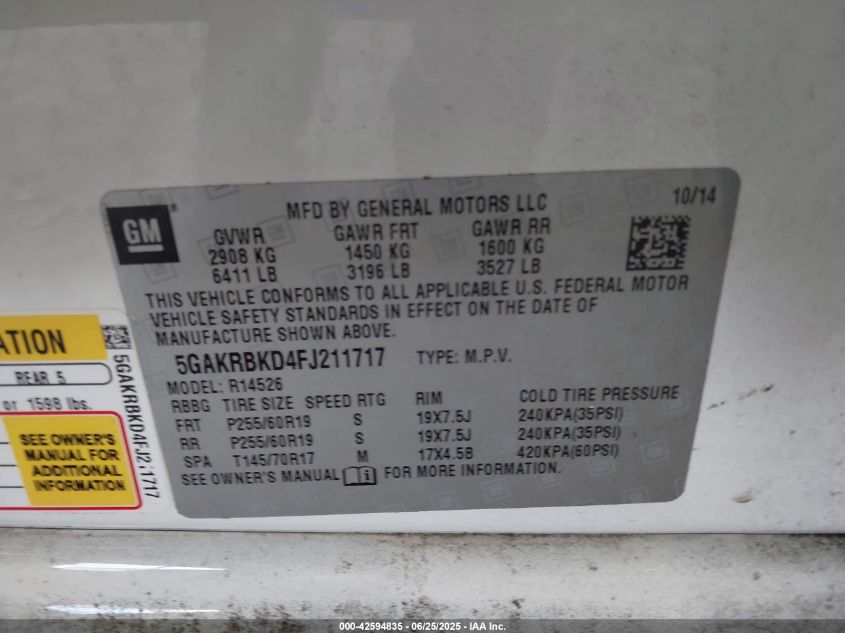 GM
®
MFD BY GENERAL MOTORS LLC
10/14
GVWR GAWR FRT GAWR RR
2908 KG 1450 KG 1600 KG
6411 LB 3196 LB 3527 LB
THIS VEHICLE CONFORMS TO ALL APPLICABLE U.S. FEDERAL MOTOR
VEHICLE SAFETY STANDARDS IN EFFECT ON THE DATE OF
MANUFACTURE SHOWN ABOVE.
5GAKRBKD4FJ211717 TYPE: M.P.V.
MODEL: R14526
RBBG TIRE SIZE SPEED RTG RIM COLD TIRE PRESSURE
FRT P255/60R19 S 19X7.5J 240KPA(35PSI)
RR P255/60R19 S 19X7.5J 240KPA(35PSI)
SPA T145/70R17 M 17X4.5B 420KPA(60PSI)
SEE OWNER'S MANUAL i FOR MORE INFORMATION.
ATION
REAR 5
or 1598 lbs.
SEE OWNER'S
MANUAL FOR
ADDITIONAL
INFORMATION
5GAKRBKD4FJ2:1717
000-42594835 - 06/25/2025 - IAA Inc.